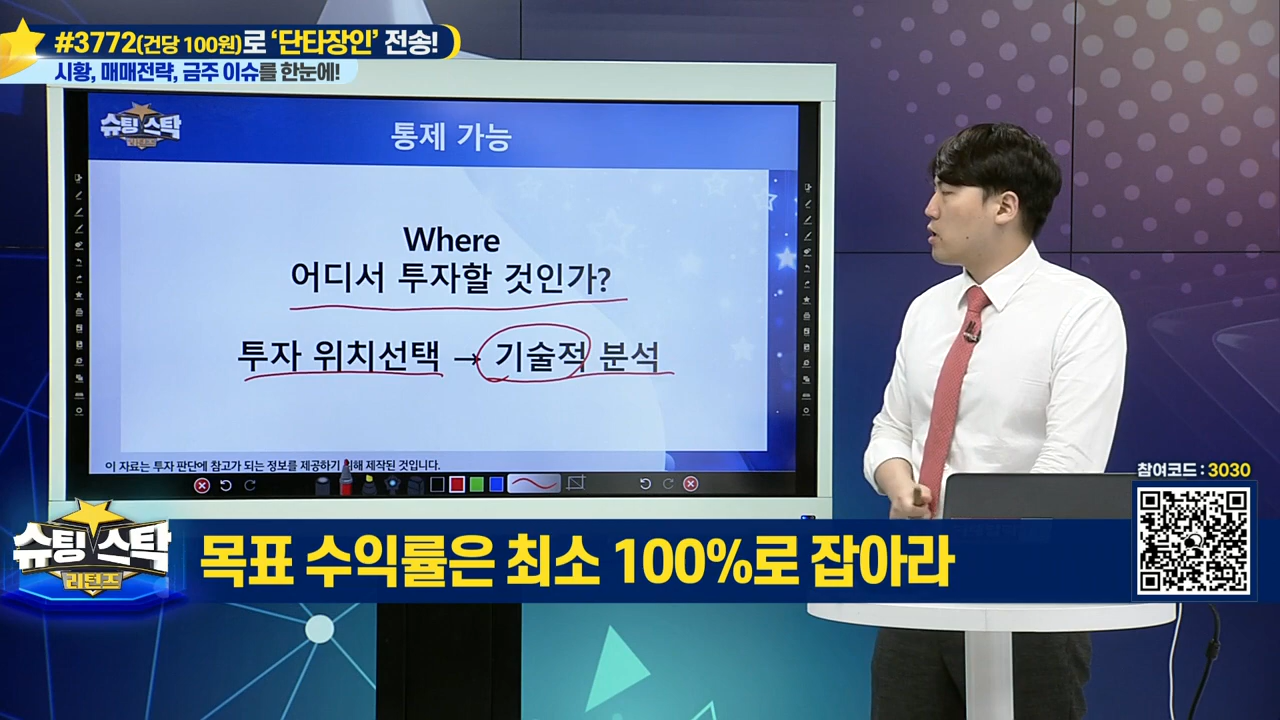 #3772(건당 100원)로 ‘단타장인’ 전송!
시황, 매매전략, 금주 이슈를 한눈에!
슈팅 스탁
리턴즈
통제 가능
Where
어디서 투자할 것인가?
투자 위치선택 → 기술적 분석
이 자료는 투자 판단에 참고가 되는 정보를 제공하기 위해 제작된 것입니다.
참여코드 : 3030
슈팅 스탁
리턴즈
목표 수익률은 최소 100%로 잡아라